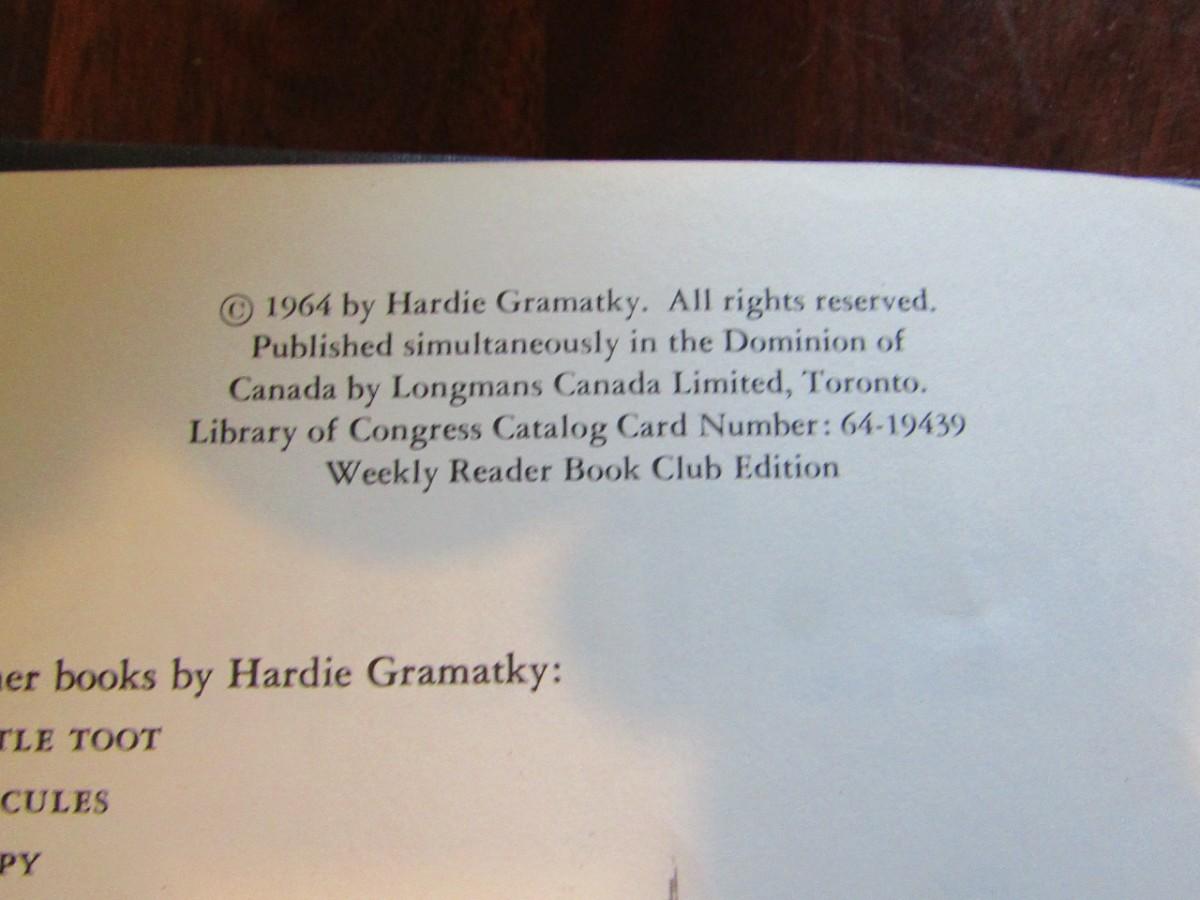 © 1964 by Hardie Gramatky. All rights reserved.
Published simultaneously in the Dominion of
Canada by Longmans Canada Limited, Toronto.
Library of Congress Catalog Card Number: 64-19439
Weekly Reader Book Club Edition
er books by Hardie Gramatky:
TLE TOOT
CULES
PY